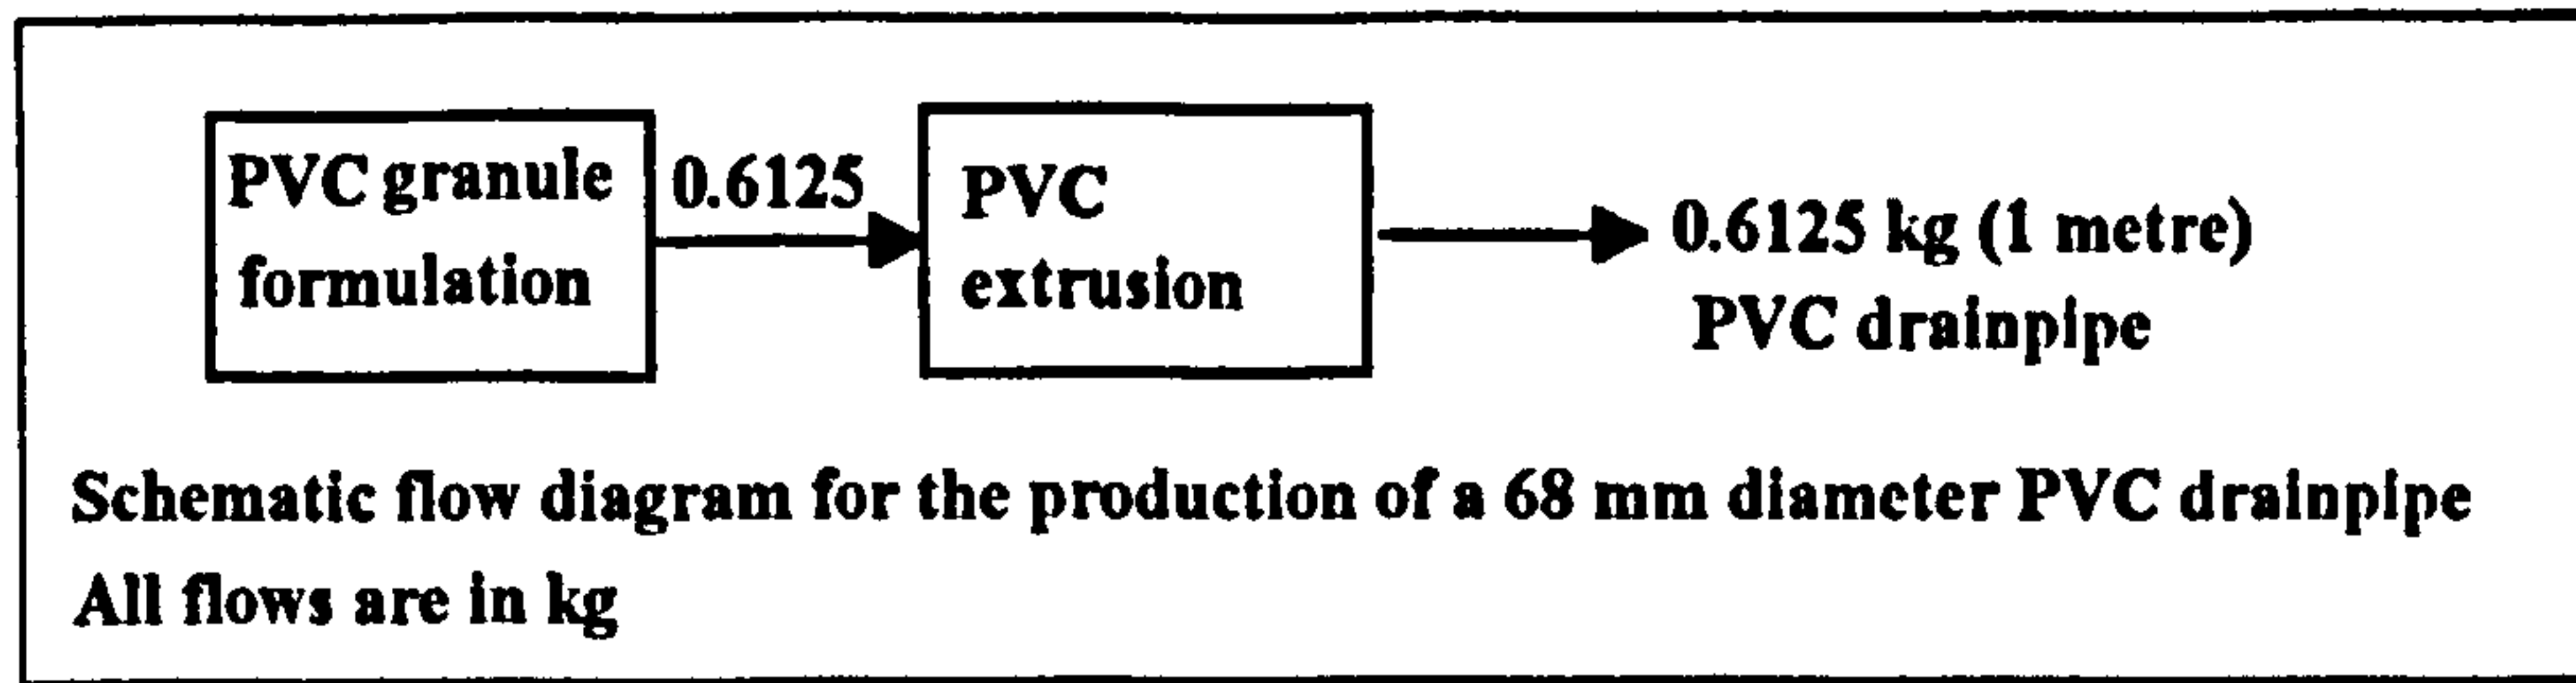 PVC granule
formulation
0.6125
PVC
extrusion
0.6125 kg (1 metre)
PVC drainpipe
Schematic flow diagram for the production of a 68 mm diameter PVC drainpipe
All flows are in kg